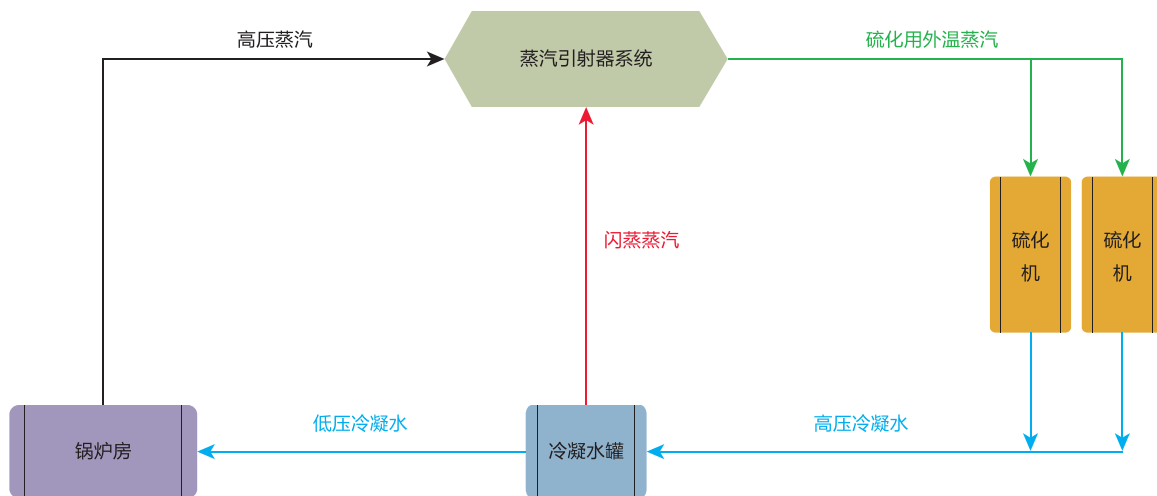 高压蒸汽
蒸汽引射器系统
硫化用外温蒸汽
闪蒸蒸汽
硫化
机
硫化
机
锅炉房
低压冷凝水
冷凝水罐
高压冷凝水